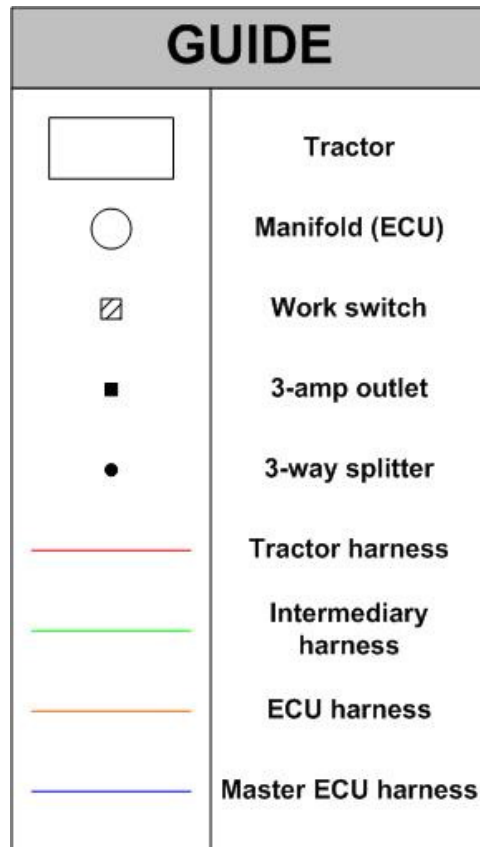 GUIDE
Tractor
Manifold (ECU)
Work switch
3-amp outlet
3-way splitter
Tractor harness
Intermediary
harness
ECU harness
Master ECU harness